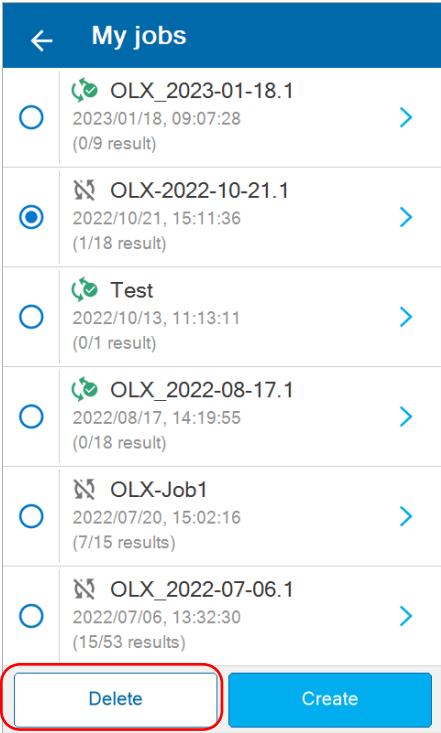 My jobs
OLX_2023-01-18.1
2023/01/18, 09:07:28
(0/9 result)
OLX-2022-10-21.1
2022/10/21, 15:11:36
(1/18 result)
Test
2022/10/13, 11:13:11
(0/1 result)
OLX_2022-08-17.1
2022/08/17, 14:19:55
(0/18 result)
OLX-Job1
2022/07/20, 15:02:16
(7/15 results)
OLX_2022-07-06.1
2022/07/06, 13:32:30
(15/53 results)
Delete Create